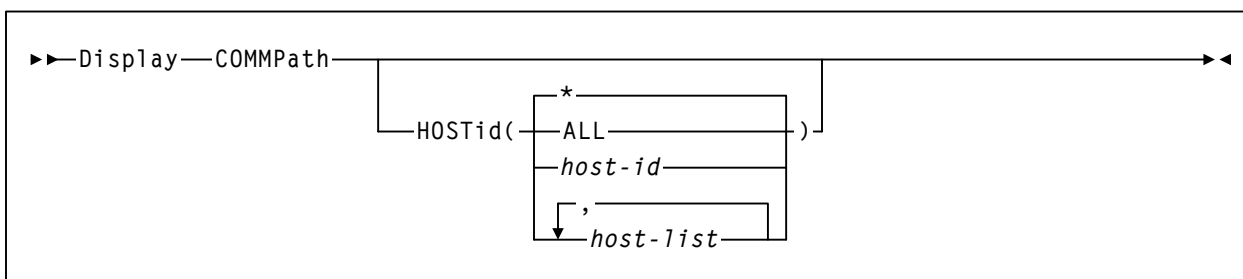 Display COMMPath
*
HOSTid( ALL )
host-id
,
host-list